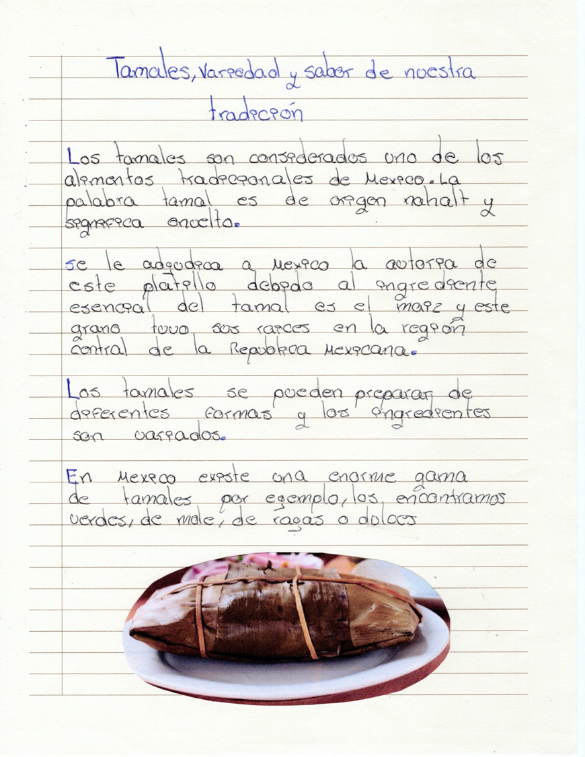 Tamales, variedad y sabor de nuestra
tradición
Los tamales son considerados uno de los
alimentos tradicionales de Mexico. La
palabra tamal es de origen nahalt y
significa envelto.
se le adjudica a Mexico la autoria de
este platillo debido al ingrediente
esencial del tamal es el maiz y este
grano tuvo sus raices en la región
central de la Republica Mexicana.
Los tamales se pueden preparar de
diferentes formas y los ingredientes
son variados.
En Mexico existe una enorme gama
de tamales por ejemplo, los encontramos
verdes, de mole, de rajas o dolces